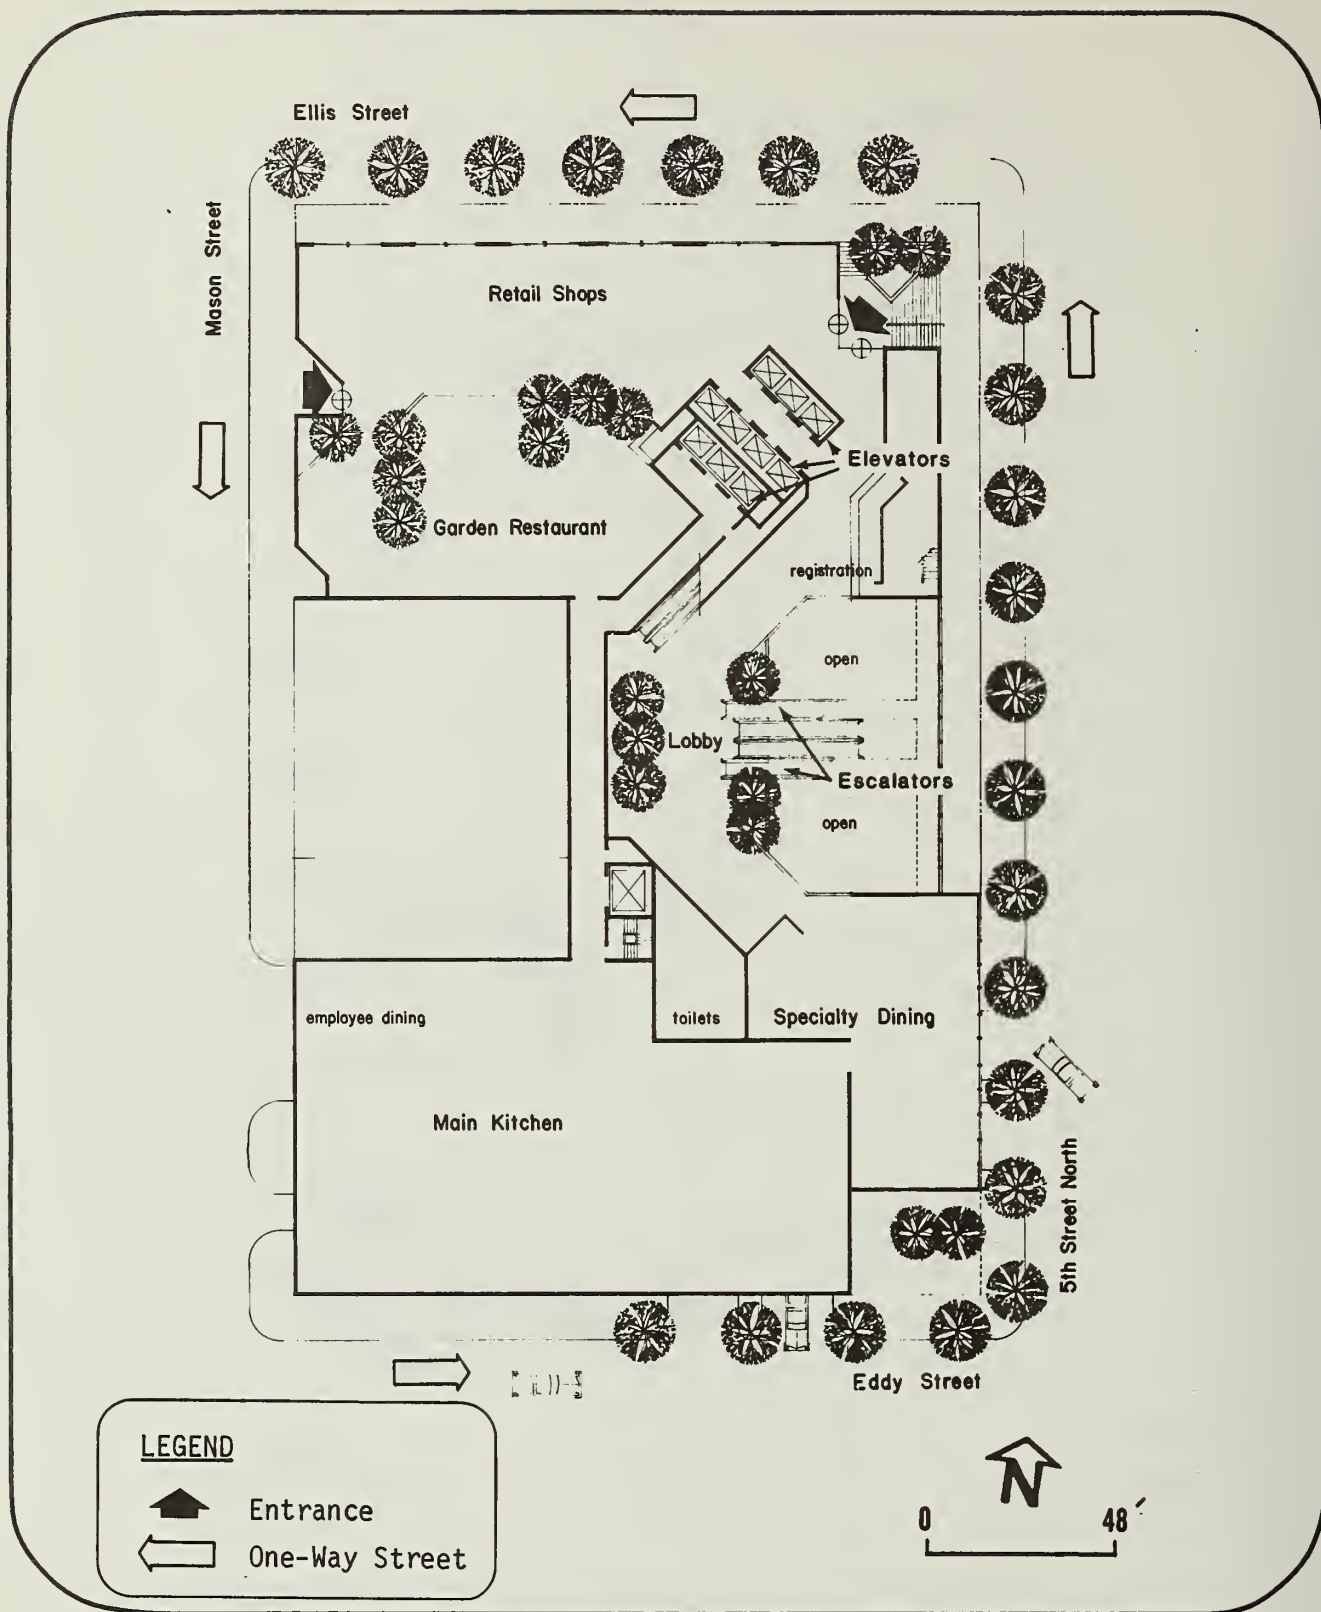 Ellis Street
Mason Street
Retail Shops
Elevators
Garden Restaurant
registration
open
Lobby
Escalators
open
employee dining
toilets
Specialty Dining
Main Kitchen
5th Street North
Eddy Street
LEGEND
Entrance
One-Way Street
N
0 48'